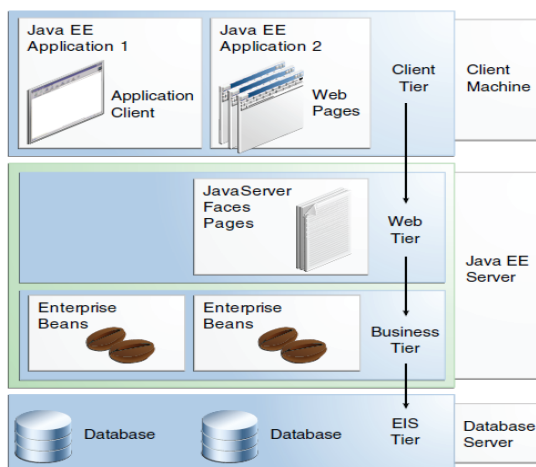 Java EE
Application 1
Application
Client
Java EE
Application 2
Web
Pages
Client
Tier
Client
Machine
JavaServer
Faces
Pages
Web
Tier
Java EE
Server
Enterprise
Beans
Enterprise
Beans
Business
Tier
Database
Database
EIS
Tier
Database
Server